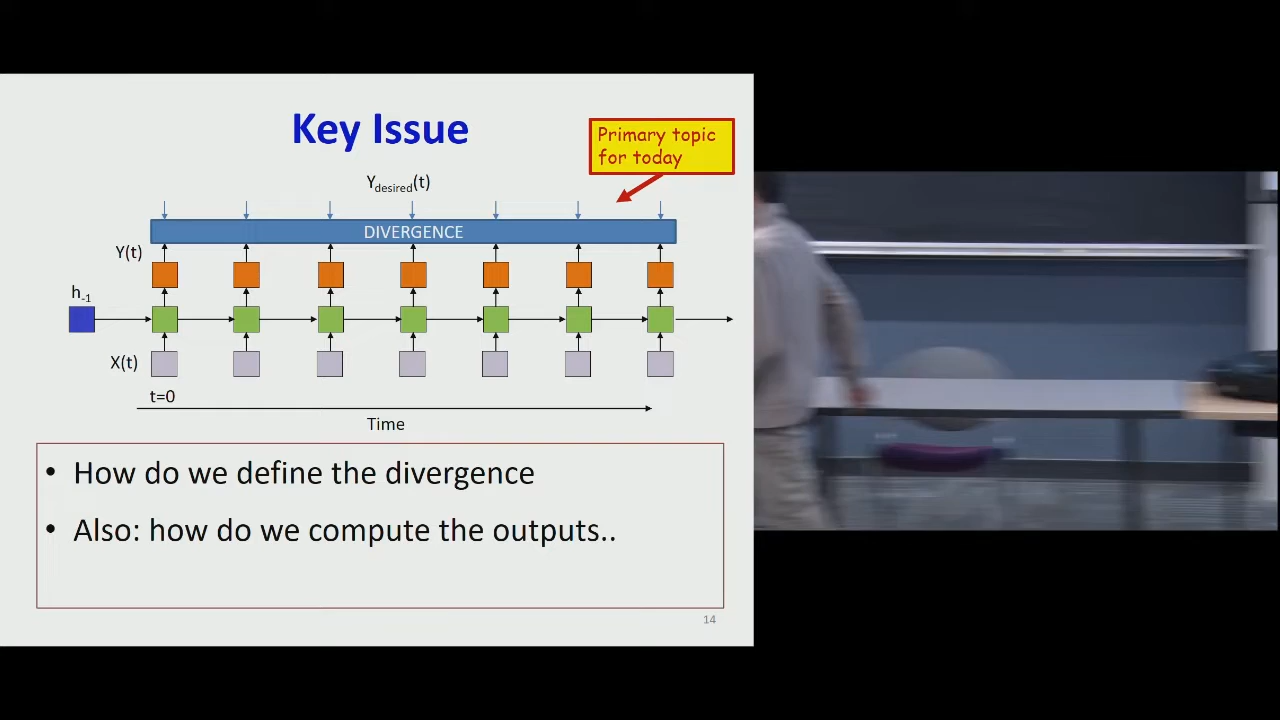 Key Issue
Primary topic
for today
Y_desired(t)
DIVERGENCE
Y(t)
h_-1
X(t)
t=0
Time
• How do we define the divergence
• Also: how do we compute the outputs..
14